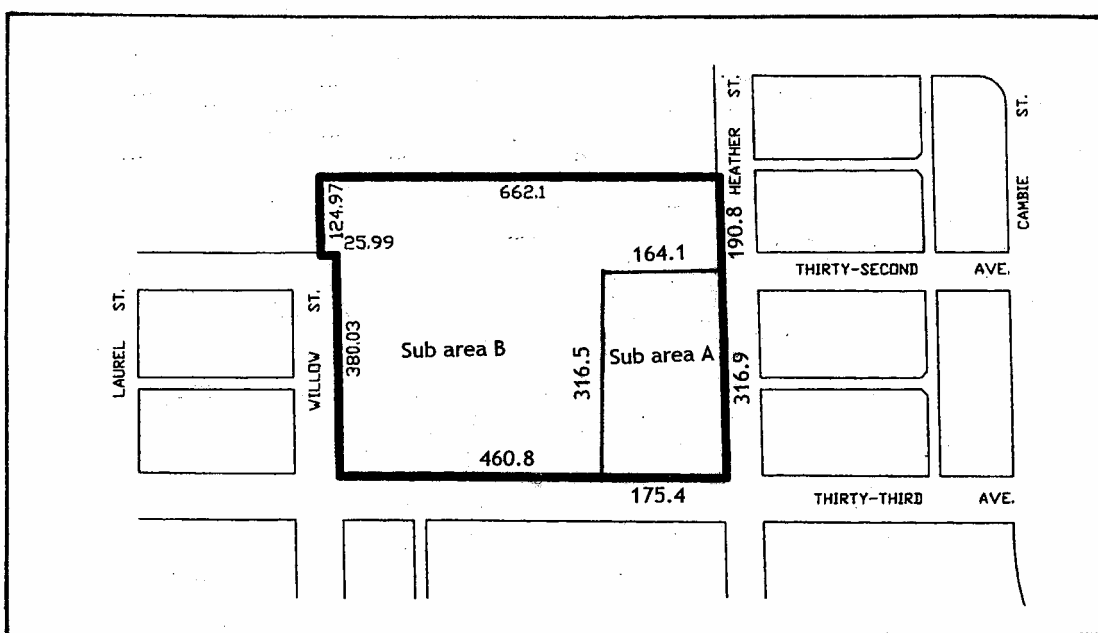 HEATHER ST.
CAMBIE ST.
662.1
124.97
25.99
190.8
164.1
THIRTY-SECOND AVE.
LAUREL ST.
WILLOW ST.
380.03
Sub area B
316.5
Sub area A
316.9
460.8
175.4
THIRTY-THIRD AVE.